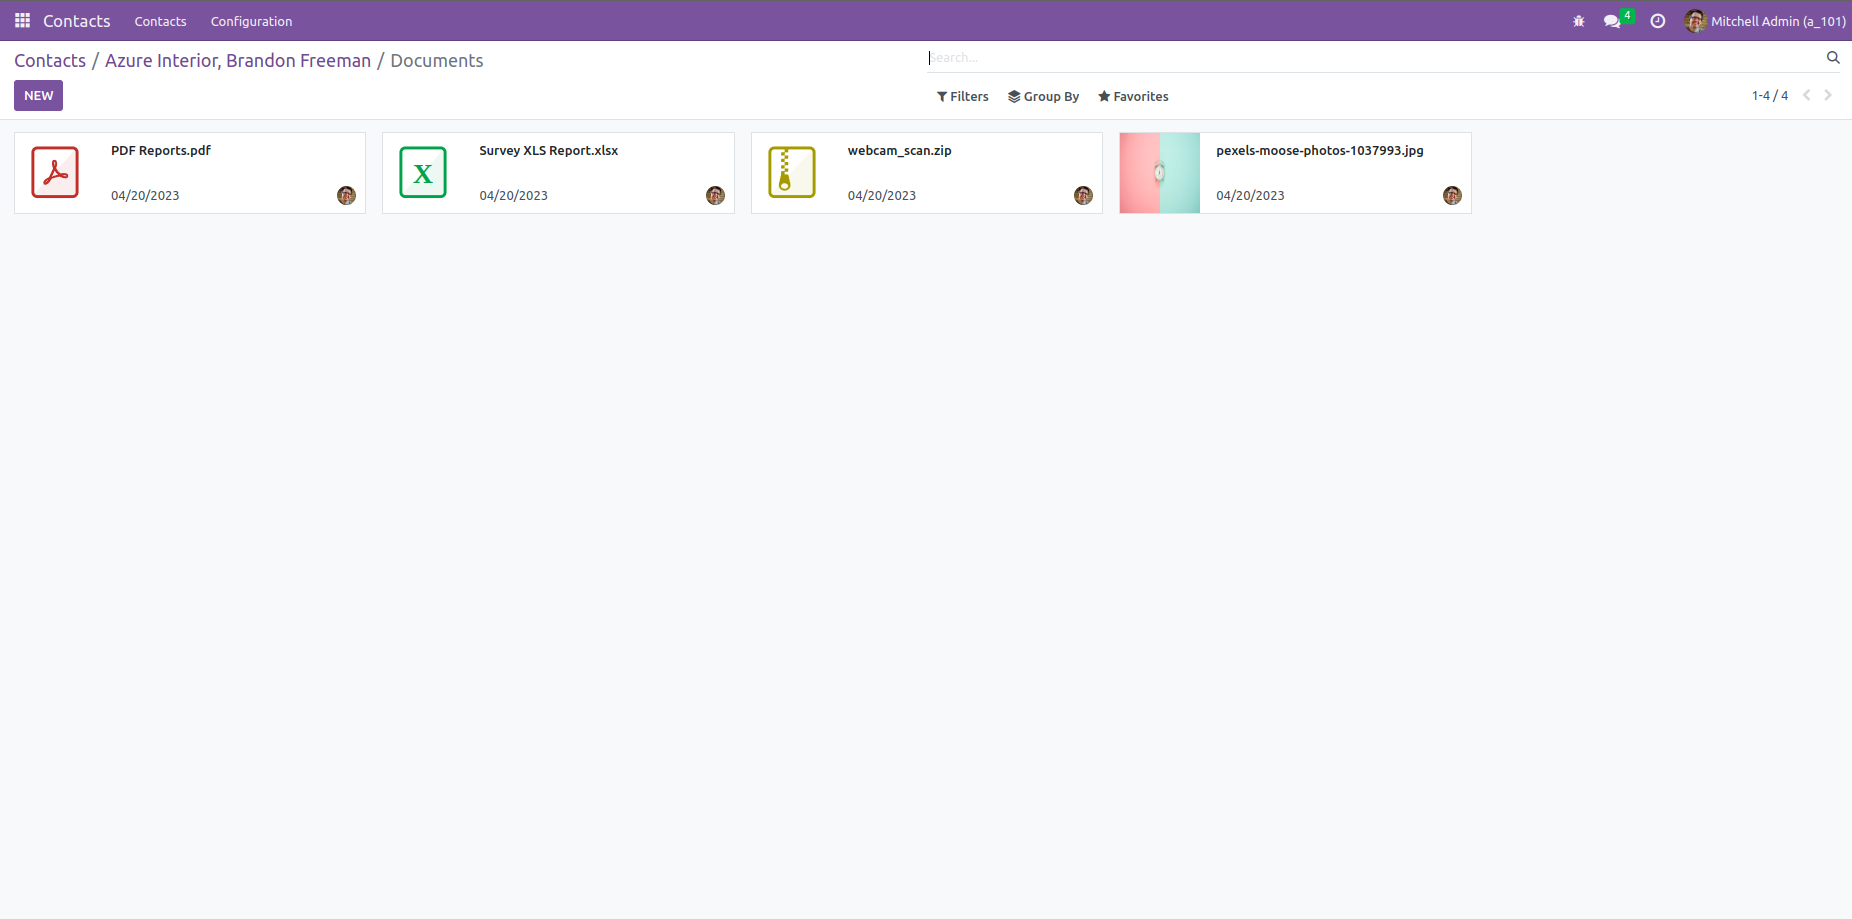 Contacts Contacts Configuration 4 Mitchell Admin (a_101)
Contacts / Azure Interior, Brandon Freeman / Documents
Search...
NEW
Filters Group By Favorites 1-4 / 4
PDF Reports.pdf
04/20/2023
X
Survey XLS Report.xlsx
04/20/2023
webcam_scan.zip
04/20/2023
pexels-moose-photos-1037993.jpg
04/20/2023